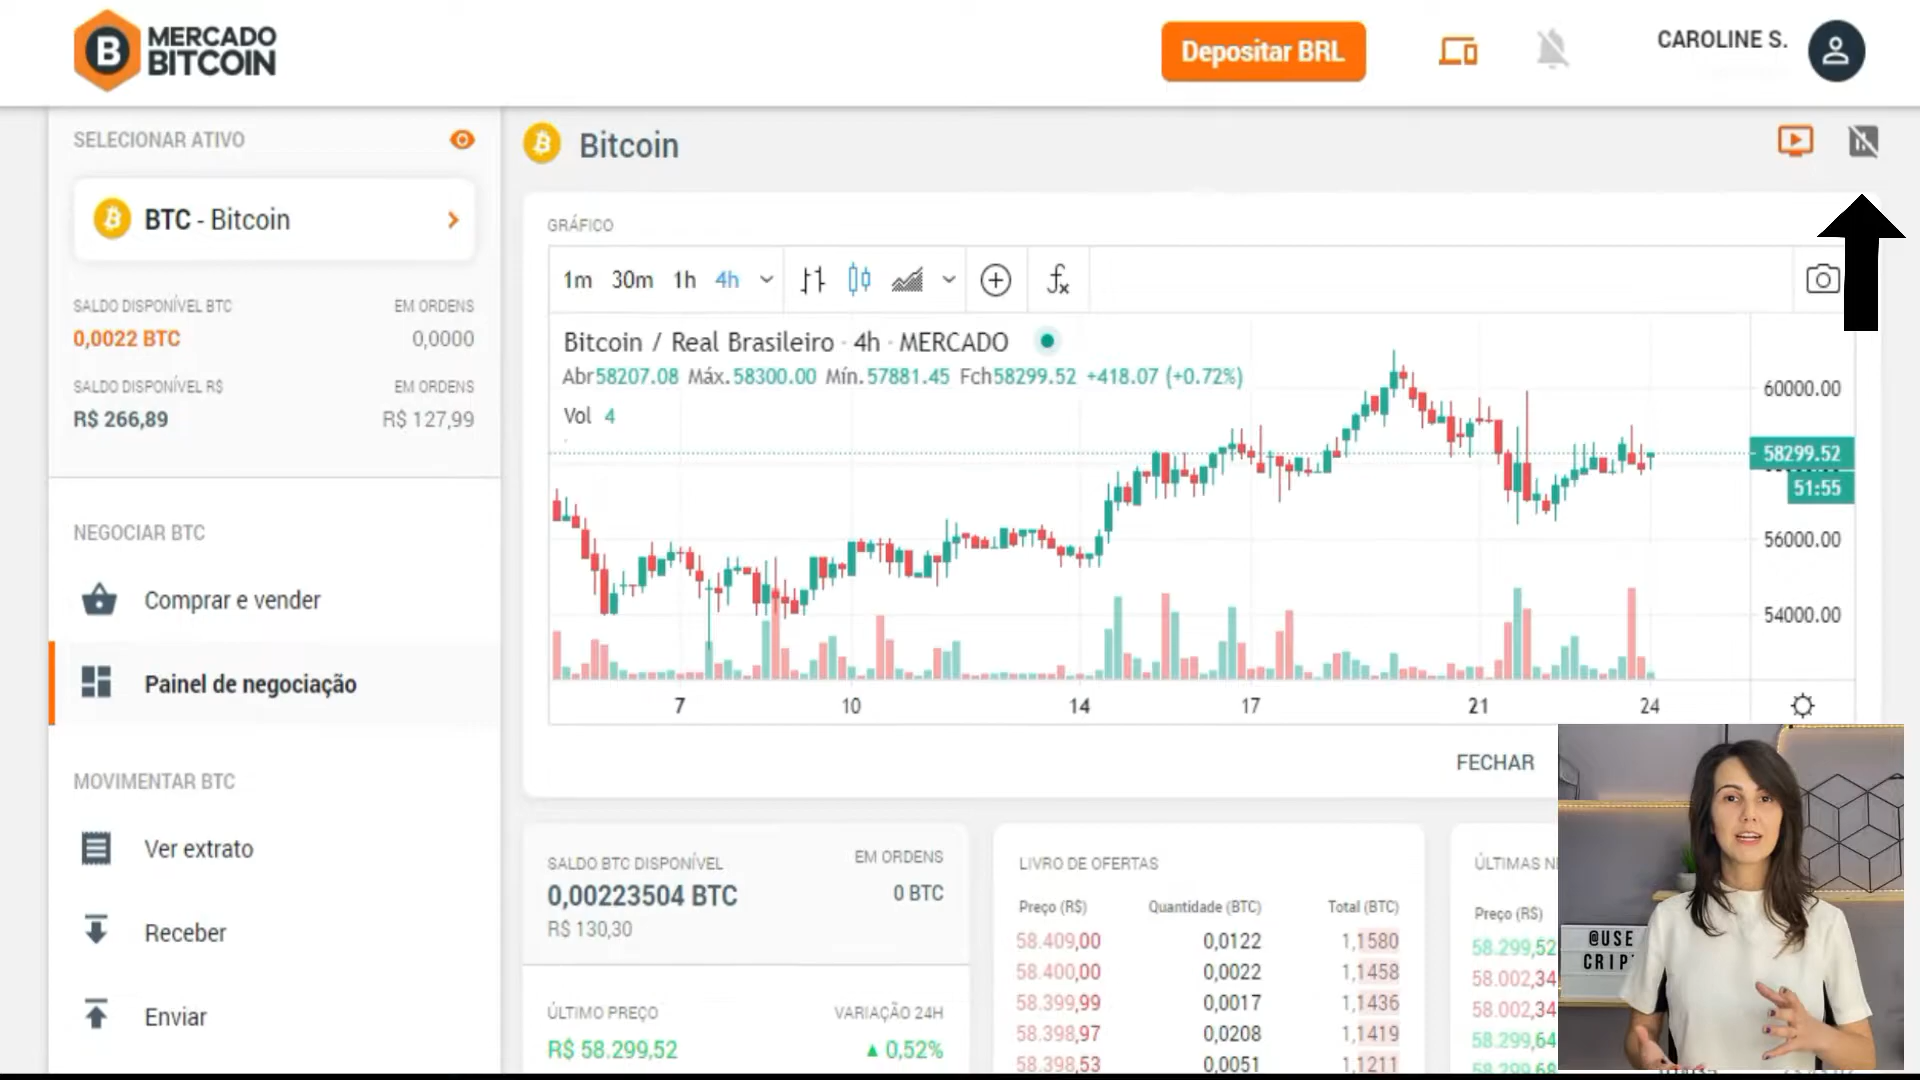 MERCADO
BITCOIN
Depositar BRL
CAROLINE S.
SELECIONAR ATIVO
BTC - Bitcoin
SALDO DISPONÍVEL BTC EM ORDENS
0,0022 BTC 0,0000
SALDO DISPONÍVEL R$ EM ORDENS
R$ 266,89 R$ 127,99
NEGOCIAR BTC
Comprar e vender
Painel de negociação
MOVIMENTAR BTC
Ver extrato
Receber
Enviar
Bitcoin
GRÁFICO
1m 30m 1h 4h
Bitcoin / Real Brasileiro · 4h · MERCADO
Abr58207.08 Máx.58300.00 Mín.57881.45 Fch58299.52 +418.07 (+0.72%)
Vol 4
60000.00
58299.52
51:55
56000.00
54000.00
7 10 14 17 21 24
FECHAR
SALDO BTC DISPONÍVEL EM ORDENS
0,00223504 BTC 0 BTC
R$ 130,30
ÚLTIMO PREÇO VARIAÇÃO 24H
R$ 58.299,52 ▲ 0,52%
LIVRO DE OFERTAS
Preço (R$) Quantidade (BTC) Total (BTC)
58.409,00 0,0122 1,1580
58.400,00 0,0022 1,1458
58.399,99 0,0017 1,1436
58.398,97 0,0208 1,1419
58.398,53 0,0051 1,1211
ÚLTIMAS N
Preço (R$)
58.299,52
58.002,34
58.002,34
58.299,64
58.299,68
@USE
CRIP